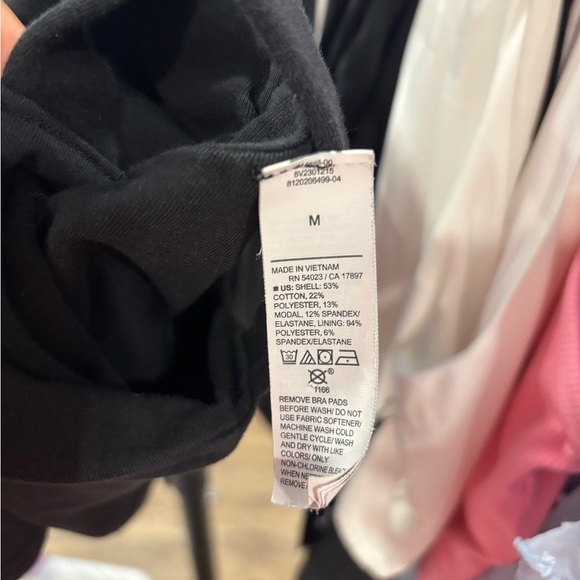 8V2301215
8120206499-04
M
MADE IN VIETNAM
RN 54023 / CA 17897
US: SHELL: 53%
COTTON, 22%
POLYESTER, 13%
MODAL, 12% SPANDEX/
ELASTANE, LINING: 94%
POLYESTER, 6%
SPANDEX/ELASTANE
30
®
1166
REMOVE BRA PADS
BEFORE WASH/ DO NOT
USE FABRIC SOFTENER/
MACHINE WASH COLD
GENTLE CYCLE/ WASH
AND DRY WITH LIKE
COLORS/ ONLY
NON-CHLORINE
WHEN
REMOVE